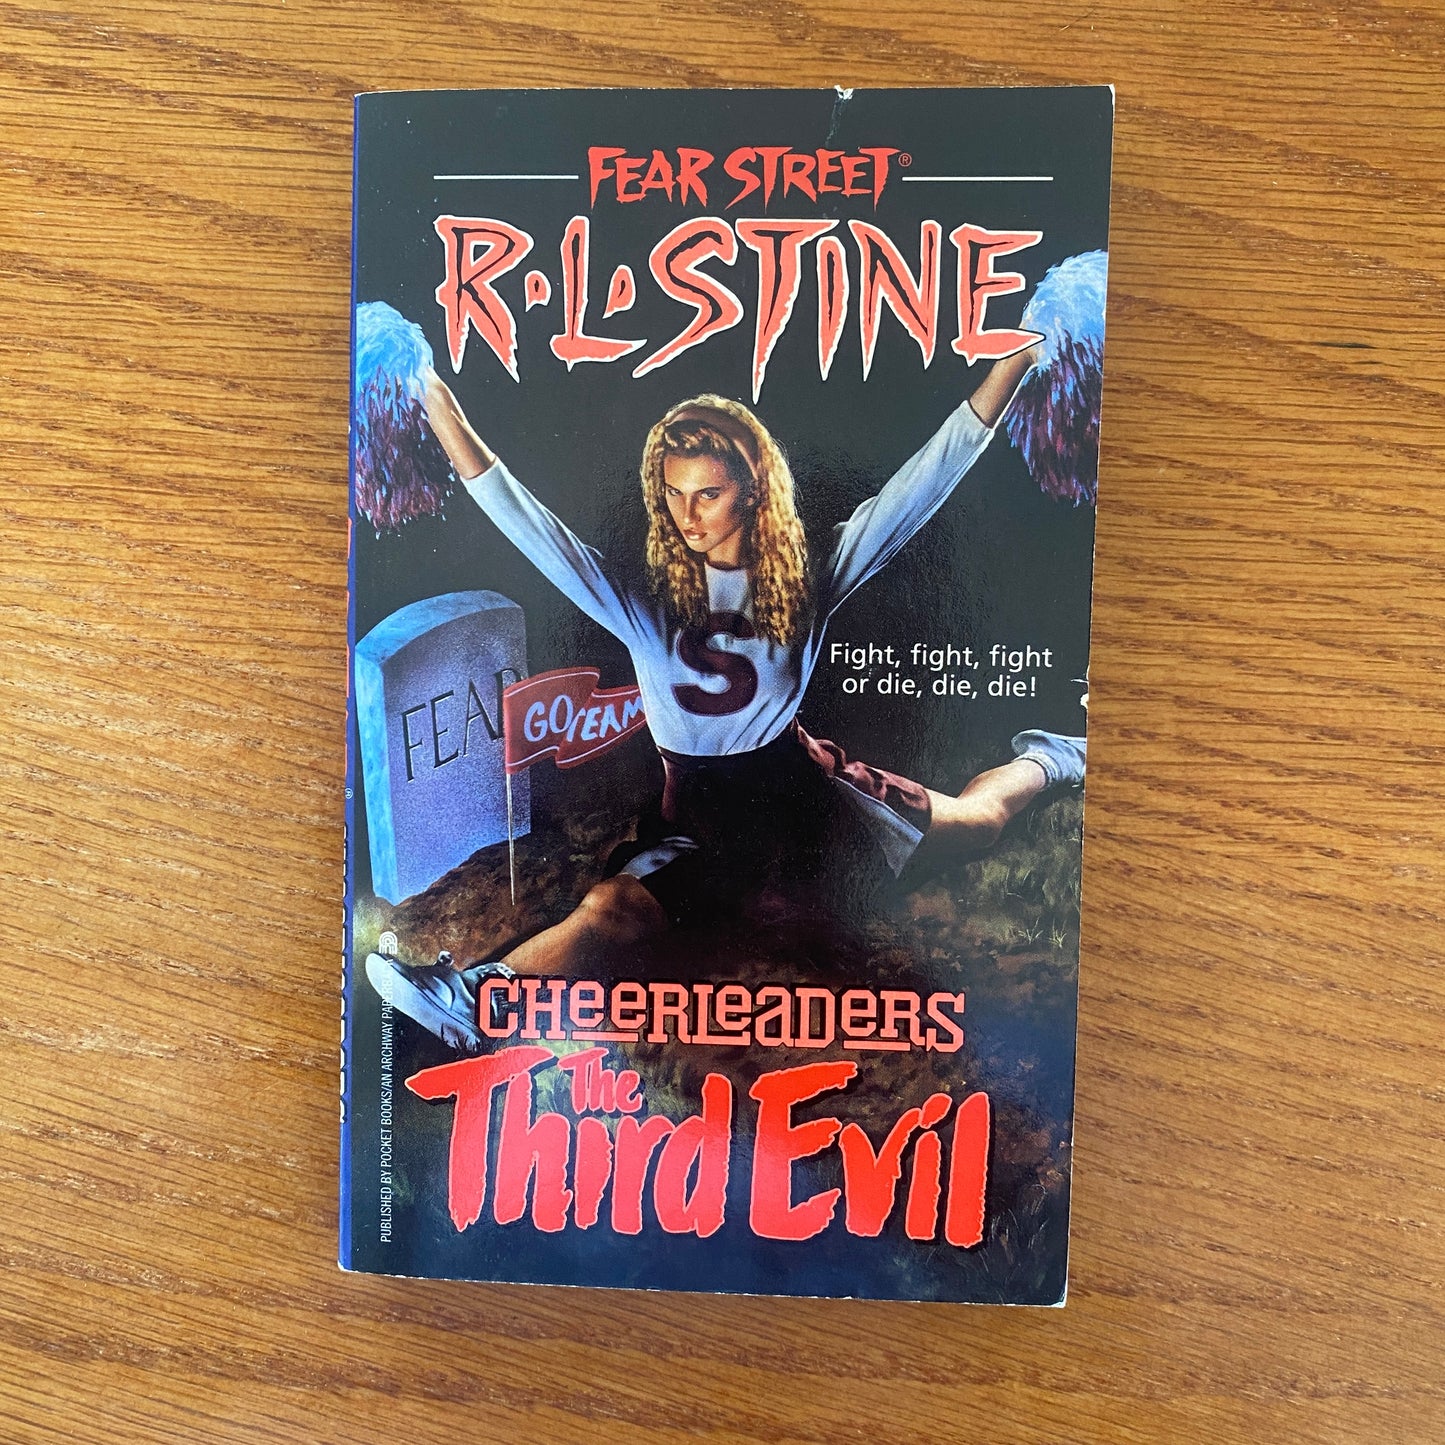 FEAR STREET®
R•L•STINE
FEAR
GO TEAM
Fight, fight, fight
or die, die, die!
CHEERLEADERS
The
Third Evil
PUBLISHED BY POCKET BOOKS/AN ARCHWAY PAPERBACK
S